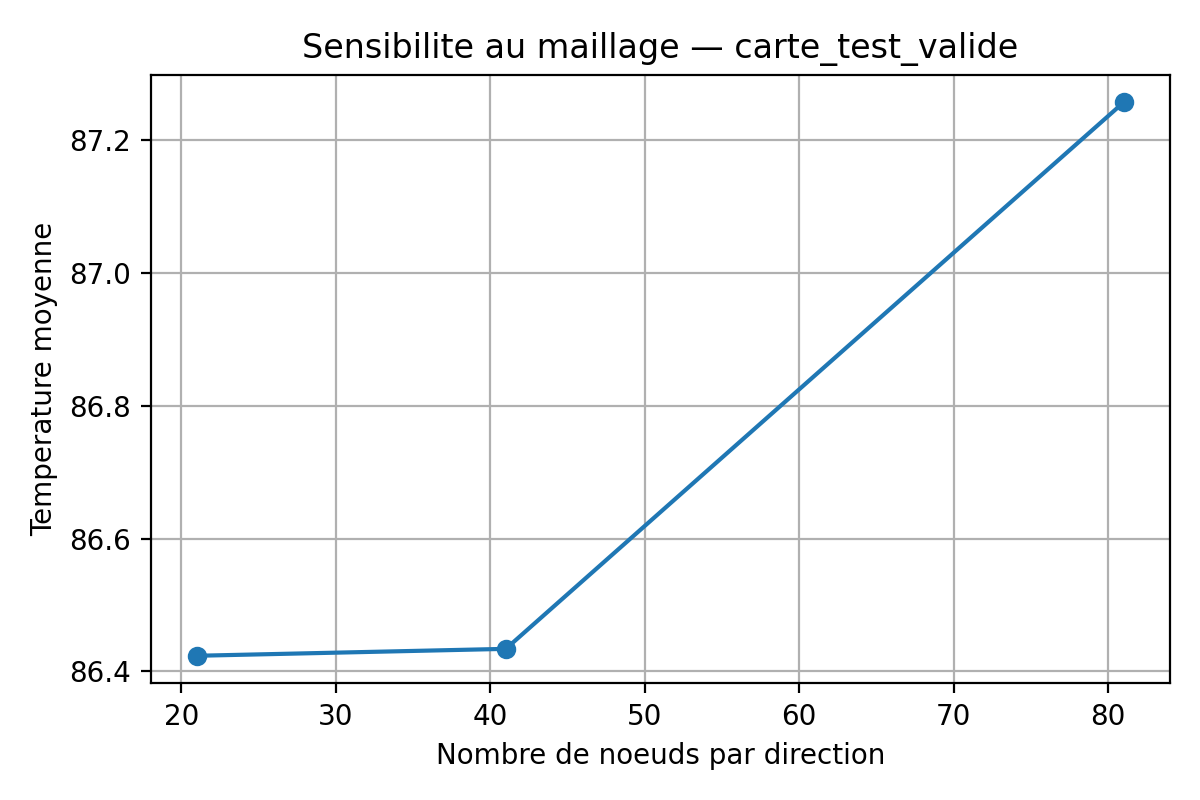 Sensibilite au maillage — carte_test_valide
Temperature moyenne
87.2
87.0
86.8
86.6
86.4
20 30 40 50 60 70 80
Nombre de noeuds par direction